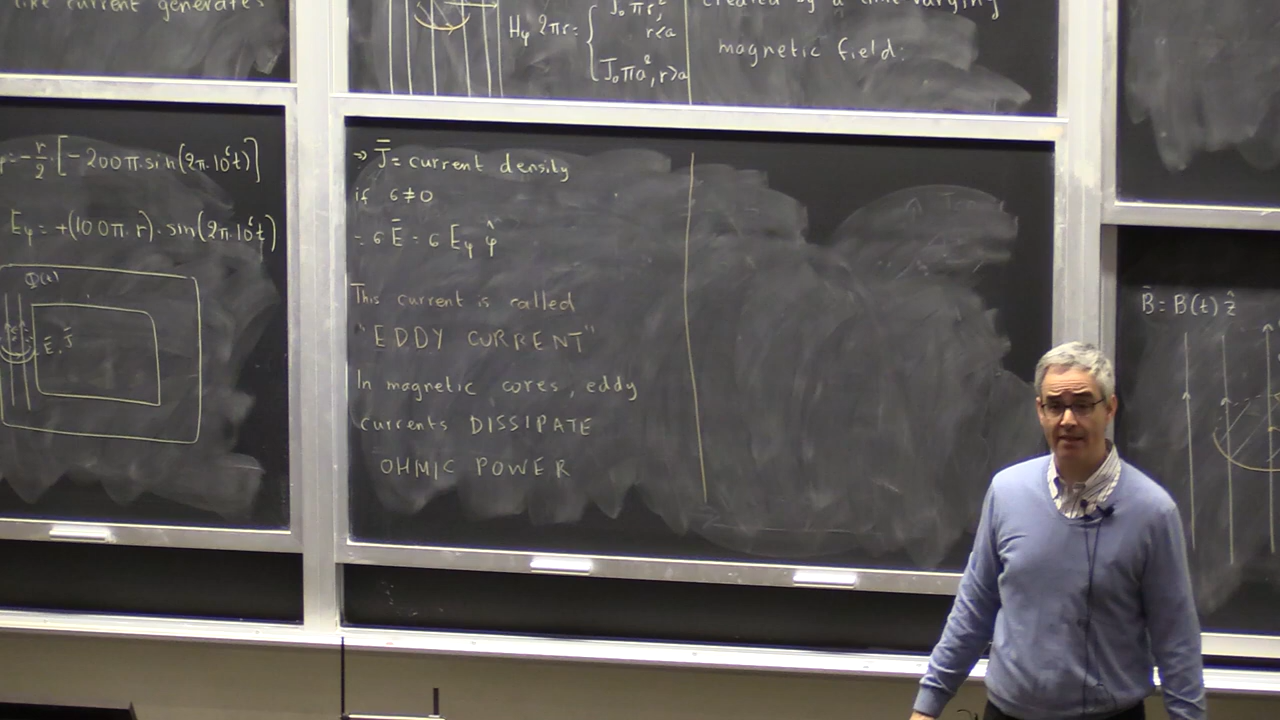 like current generates
Hφ 2πr = { J₀πr², r<a
J₀πa², r>a
created by a time varying
magnetic field:
= -r/2 · [-200π·sin(2π·10⁶t)]
Eφ = +(100π·r)·sin(2π·10⁶t)
Φ(t)
Ē, J̄
⇒ J̄ = current density
if σ≠0
= σ Ē = σ Eφ φ̂
This current is called
"EDDY CURRENT"
In magnetic cores, eddy
currents DISSIPATE
OHMIC POWER
B̄ = B(t) ẑ